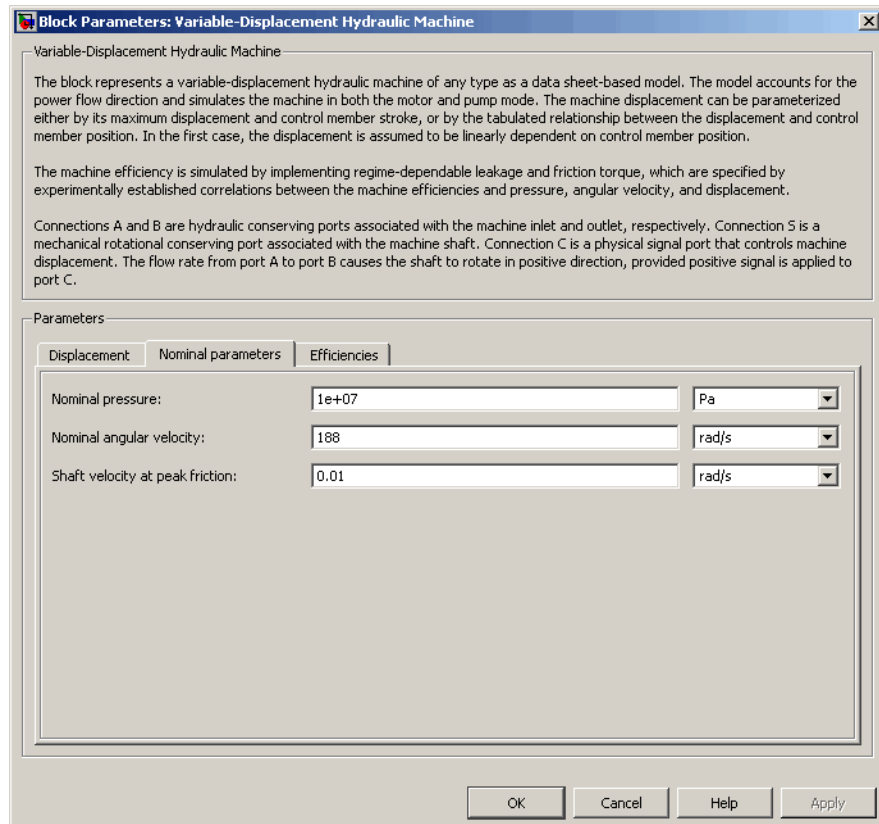 Block Parameters: Variable-Displacement Hydraulic Machine
Variable-Displacement Hydraulic Machine
The block represents a variable-displacement hydraulic machine of any type as a data sheet-based model. The model accounts for the
power flow direction and simulates the machine in both the motor and pump mode. The machine displacement can be parameterized
either by its maximum displacement and control member stroke, or by the tabulated relationship between the displacement and control
member position. In the first case, the displacement is assumed to be linearly dependent on control member position.
The machine efficiency is simulated by implementing regime-dependable leakage and friction torque, which are specified by
experimentally established correlations between the machine efficiencies and pressure, angular velocity, and displacement.
Connections A and B are hydraulic conserving ports associated with the machine inlet and outlet, respectively. Connection S is a
mechanical rotational conserving port associated with the machine shaft. Connection C is a physical signal port that controls machine
displacement. The flow rate from port A to port B causes the shaft to rotate in positive direction, provided positive signal is applied to
port C.
Parameters
Displacement Nominal parameters Efficiencies
Nominal pressure: 1e+07 Pa
Nominal angular velocity: 188 rad/s
Shaft velocity at peak friction: 0.01 rad/s
OK Cancel Help Apply